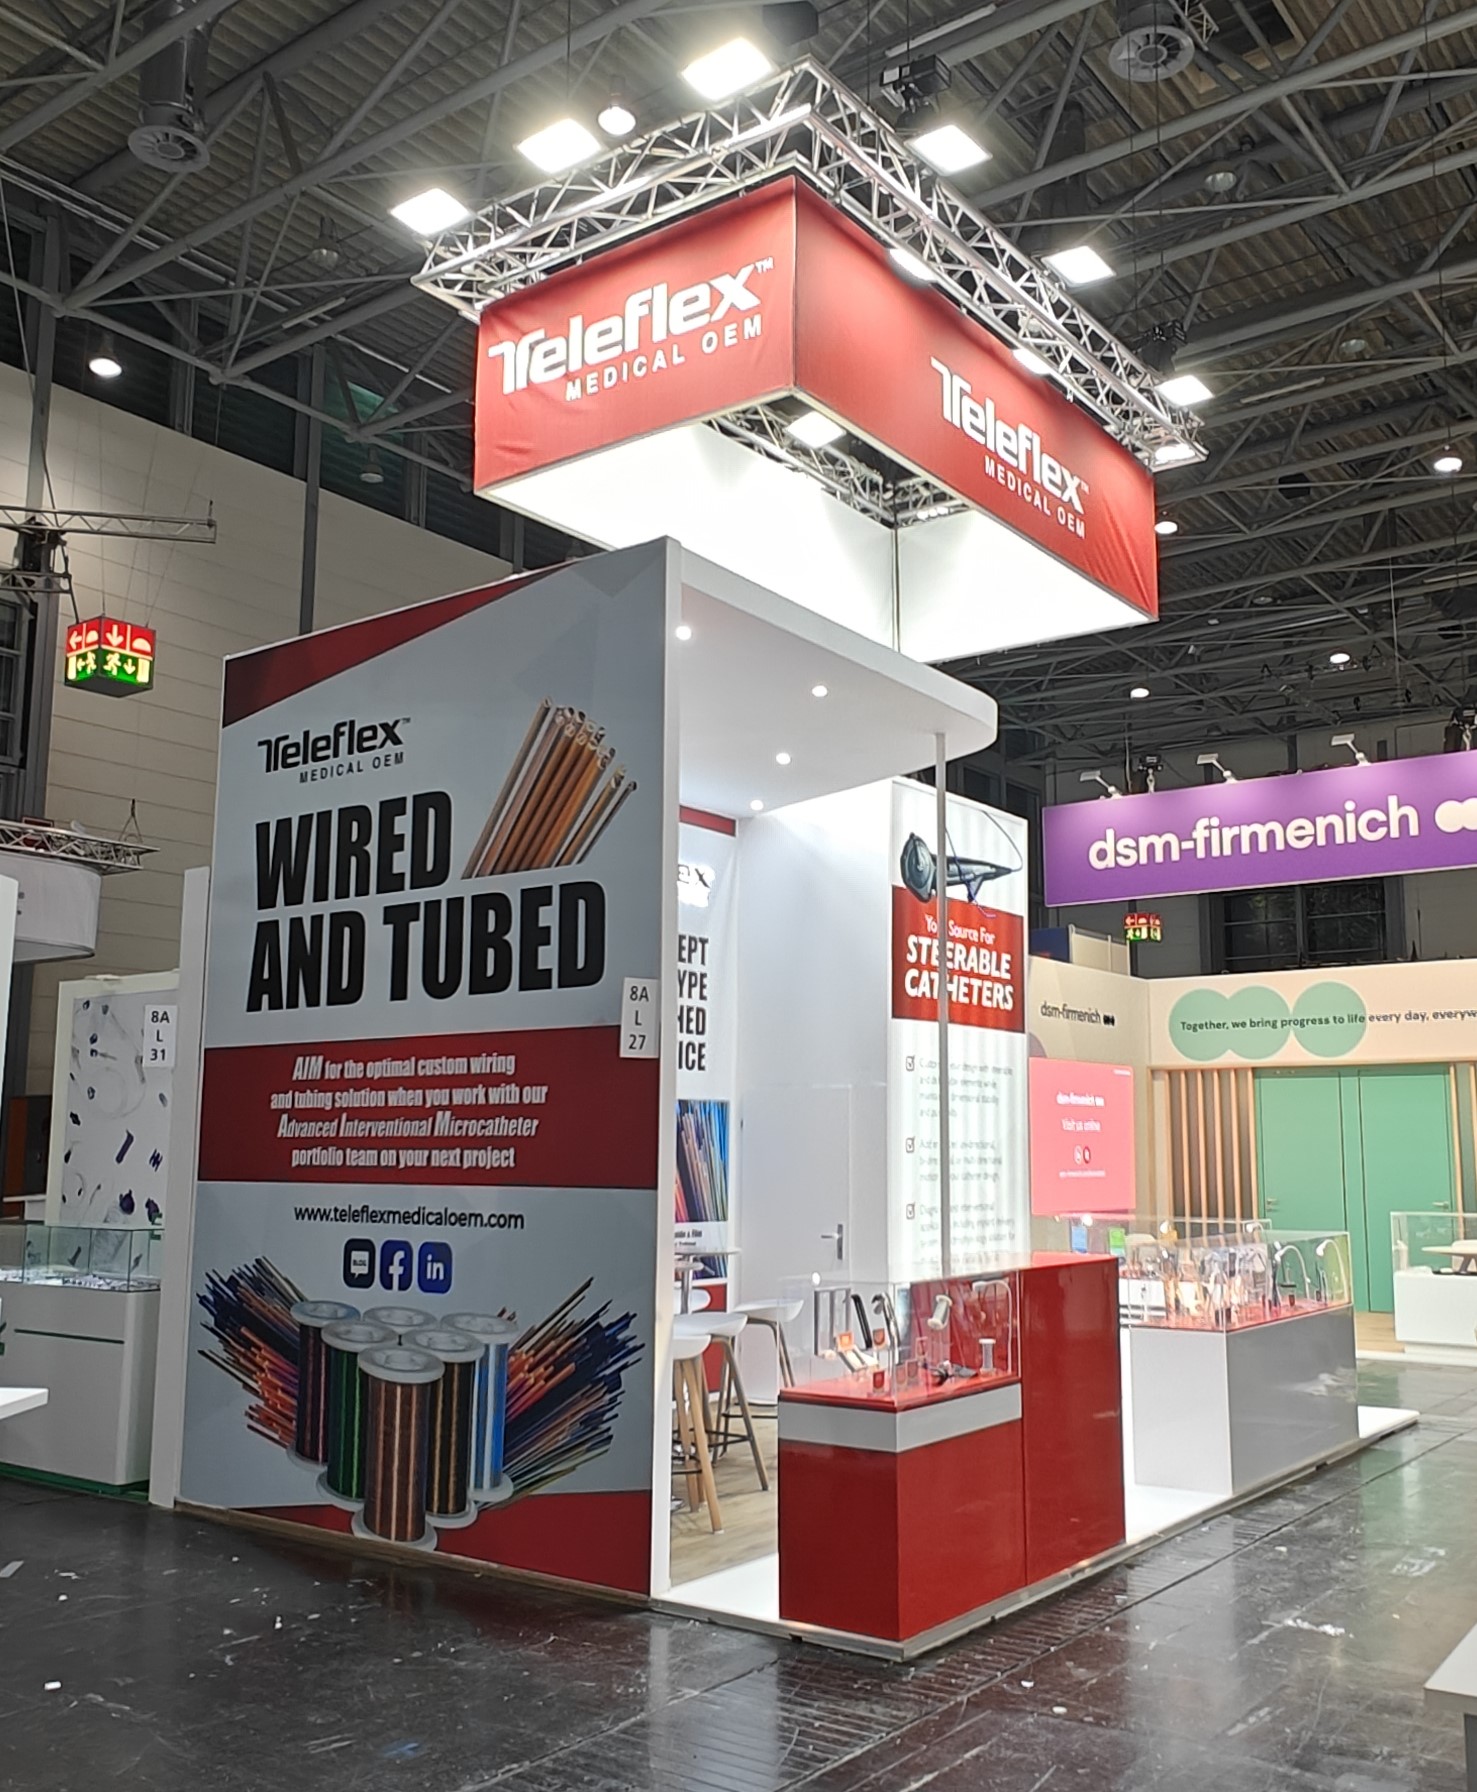 Teleflex™
MEDICAL OEM
Teleflex™
MEDICAL OEM
Teleflex™
MEDICAL OEM
WIRED
AND TUBED
AIM for the optimal custom wiring
and tubing solution when you work with our
Advanced Interventional Microcatheter
portfolio team on your next project
www.teleflexmedicaloem.com
BLOG
f
in
8A
L
27
8A
L
31
EPT
YPE
HED
ICE
Source For
STEERABLE
CATHETERS
dsm-firmenich
dsm-firmenich
Together, we bring progress to life every day,
dsm-firmenich
Visit us online